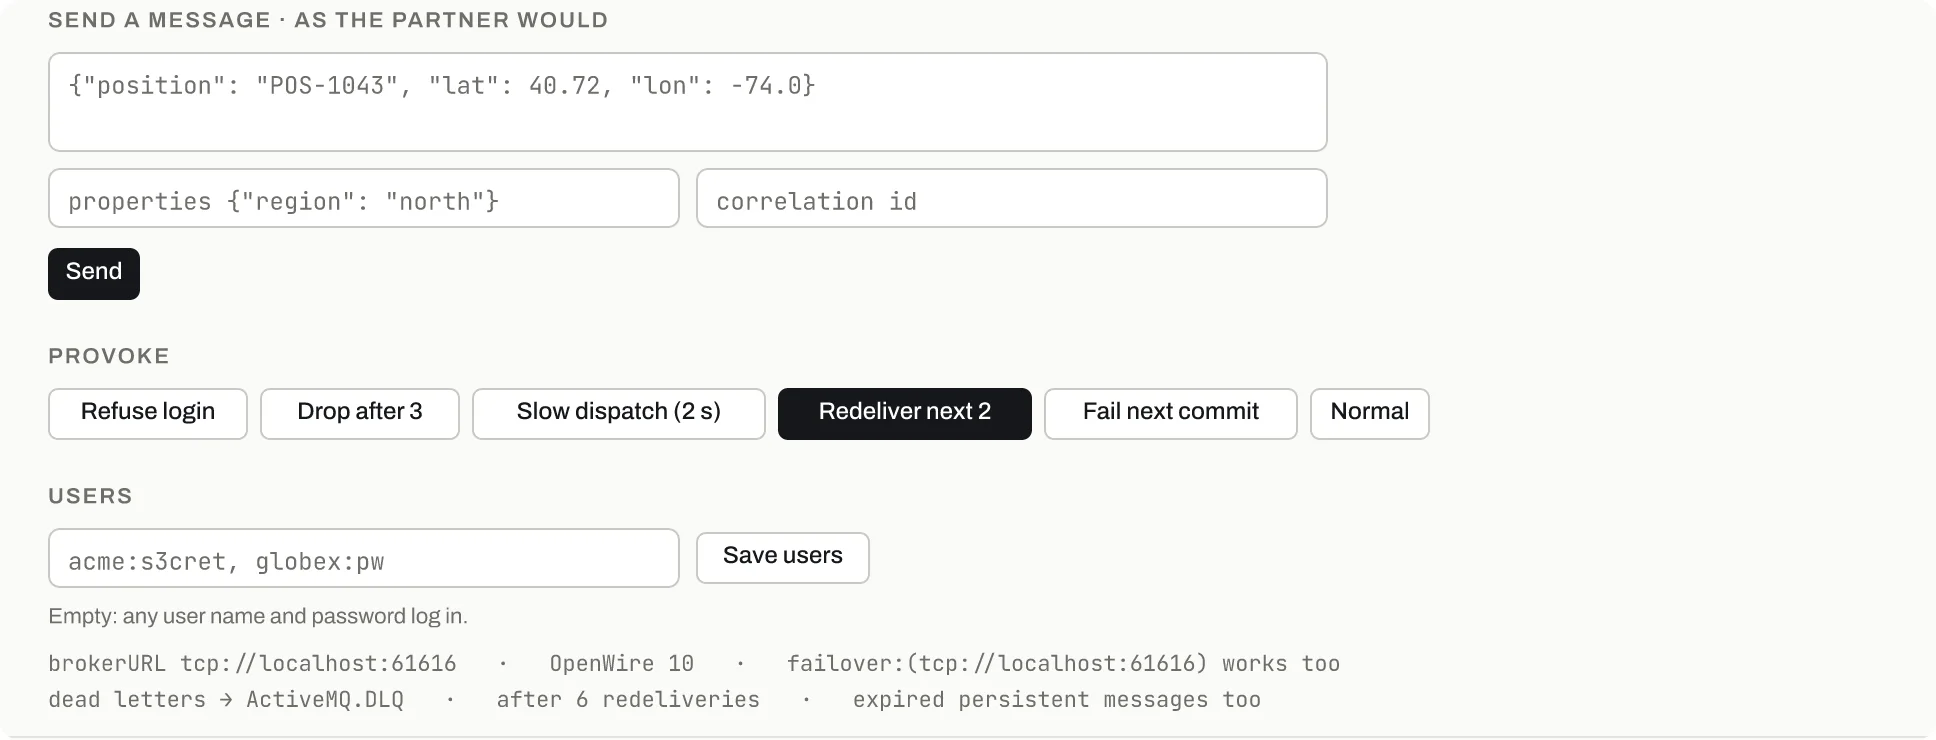 SEND A MESSAGE · AS THE PARTNER WOULD
{"position": "POS-1043", "lat": 40.72, "lon": -74.0}
properties {"region": "north"} correlation id
Send
PROVOKE
Refuse login Drop after 3 Slow dispatch (2 s) Redeliver next 2 Fail next commit Normal
USERS
acme:s3cret, globex:pw Save users
Empty: any user name and password log in.
brokerURL tcp://localhost:61616 · OpenWire 10 · failover:(tcp://localhost:61616) works too
dead letters → ActiveMQ.DLQ · after 6 redeliveries · expired persistent messages too